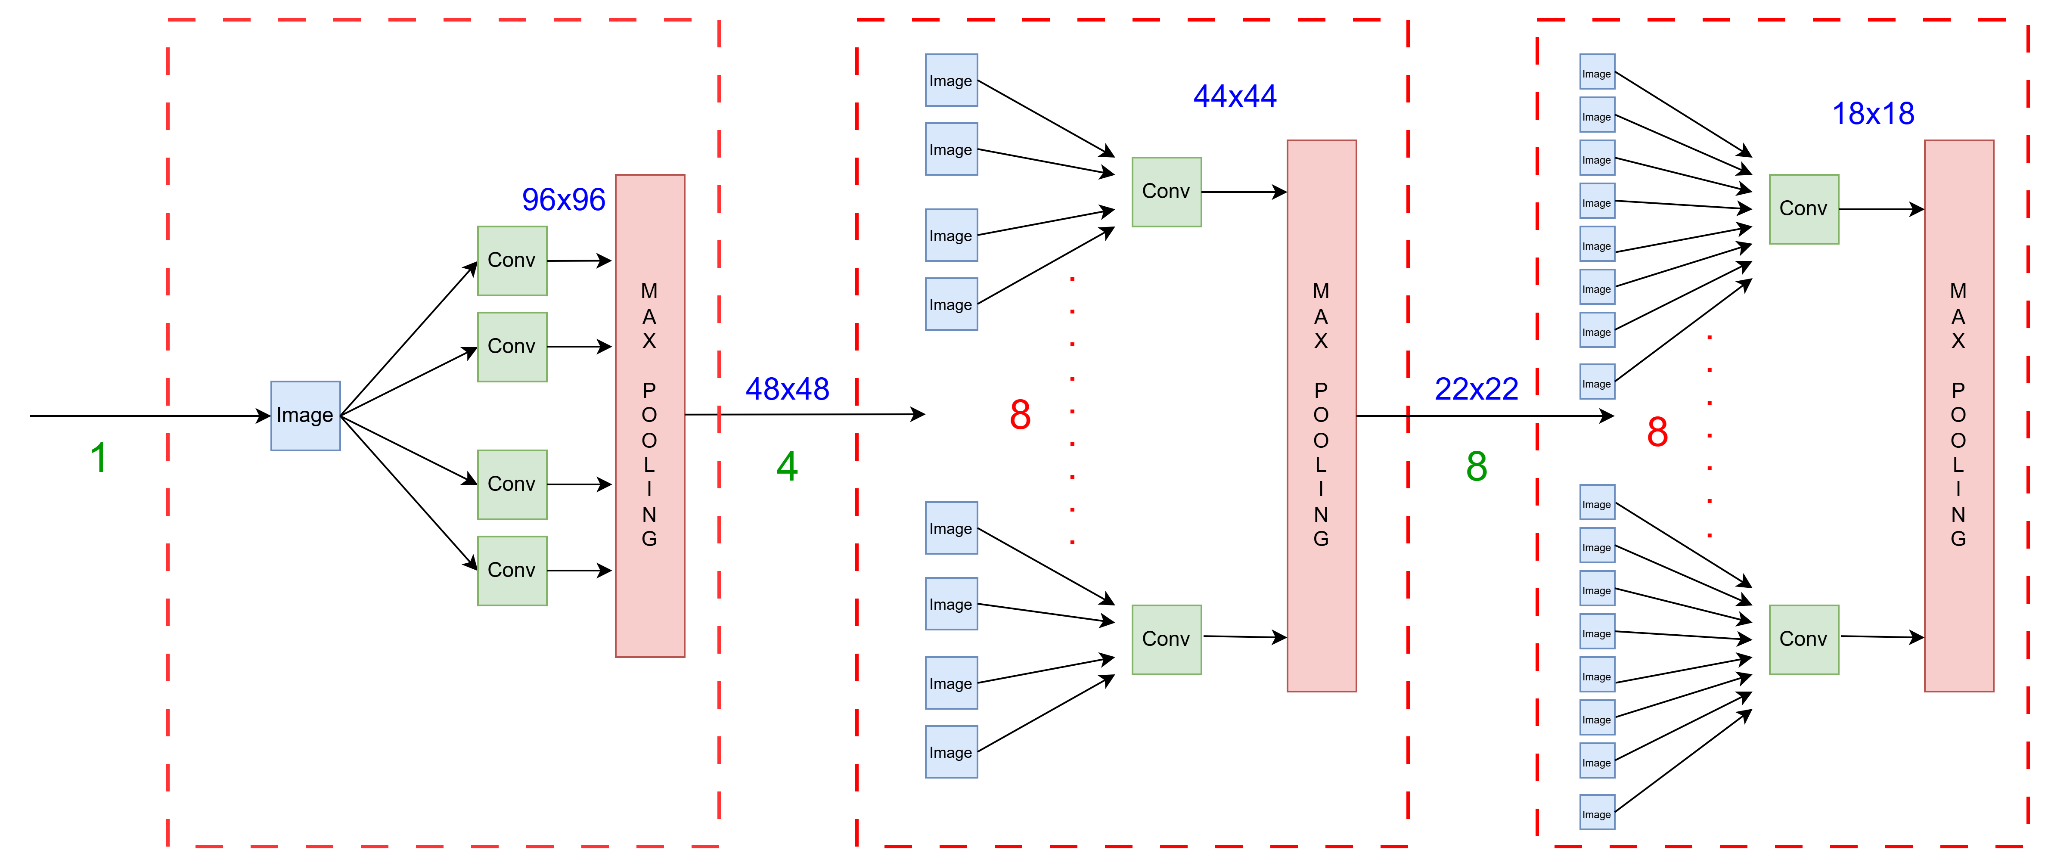 1
Image
Conv
Conv
Conv
Conv
96x96
M
A
X
P
O
O
L
I
N
G
48x48
4
Image
Image
Image
Image
8
Image
Image
Image
Image
Conv
Conv
44x44
M
A
X
P
O
O
L
I
N
G
22x22
8
Image
Image
Image
Image
Image
Image
Image
Image
8
Image
Image
Image
Image
Image
Image
Image
Image
Conv
Conv
18x18
M
A
X
P
O
O
L
I
N
G